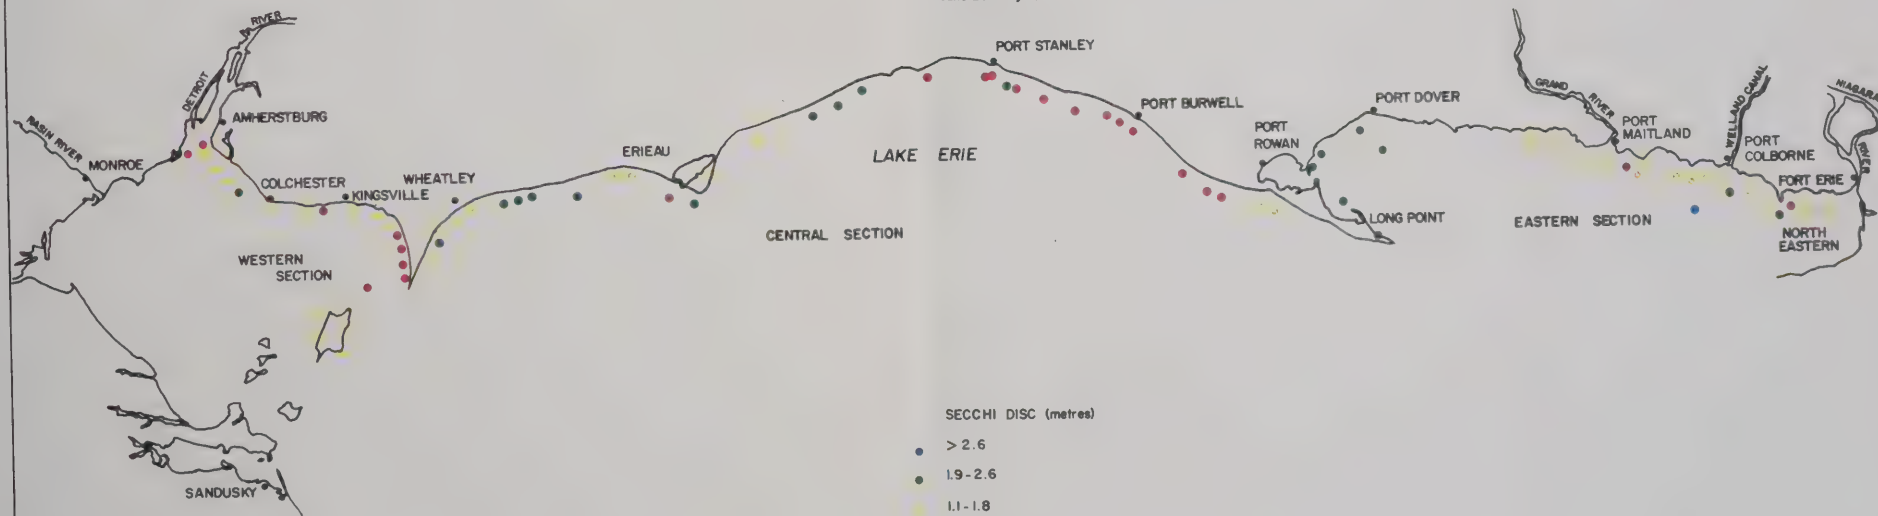 RIVER
DETROIT
AMHERSTBURG
RASIN RIVER
MONROE
COLCHESTER
KINGSVILLE
WHEATLEY
ERIEAU
WESTERN
SECTION
SANDUSKY
PORT STANLEY
PORT BURWELL
LAKE ERIE
CENTRAL SECTION
PORT
ROWAN
PORT DOVER
LONG POINT
GRAND
RIVER
PORT
MAITLAND
WELLAND CANAL
PORT
COLBORNE
NIAGARA
RIVER
FORT ERIE
EASTERN SECTION
NORTH
EASTERN
SECCHI DISC (metres)
>2.6
1.9-2.6
1.1-1.8